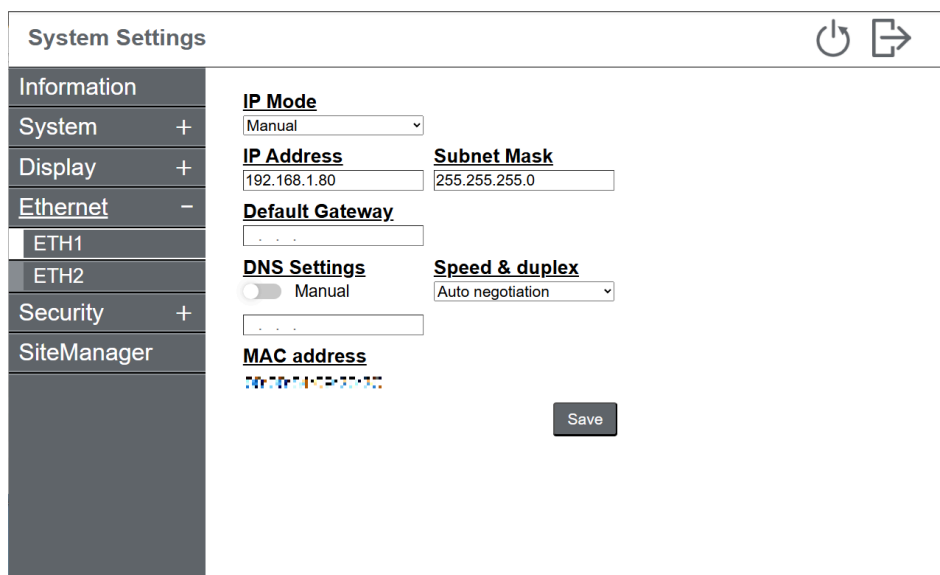 System Settings
Information
System +
Display +
Ethernet -
ETH1
ETH2
Security +
SiteManager
IP Mode
Manual
IP Address Subnet Mask
192.168.1.80 255.255.255.0
Default Gateway
. . .
DNS Settings Speed & duplex
Manual Auto negotiation
. . .
MAC address
Save